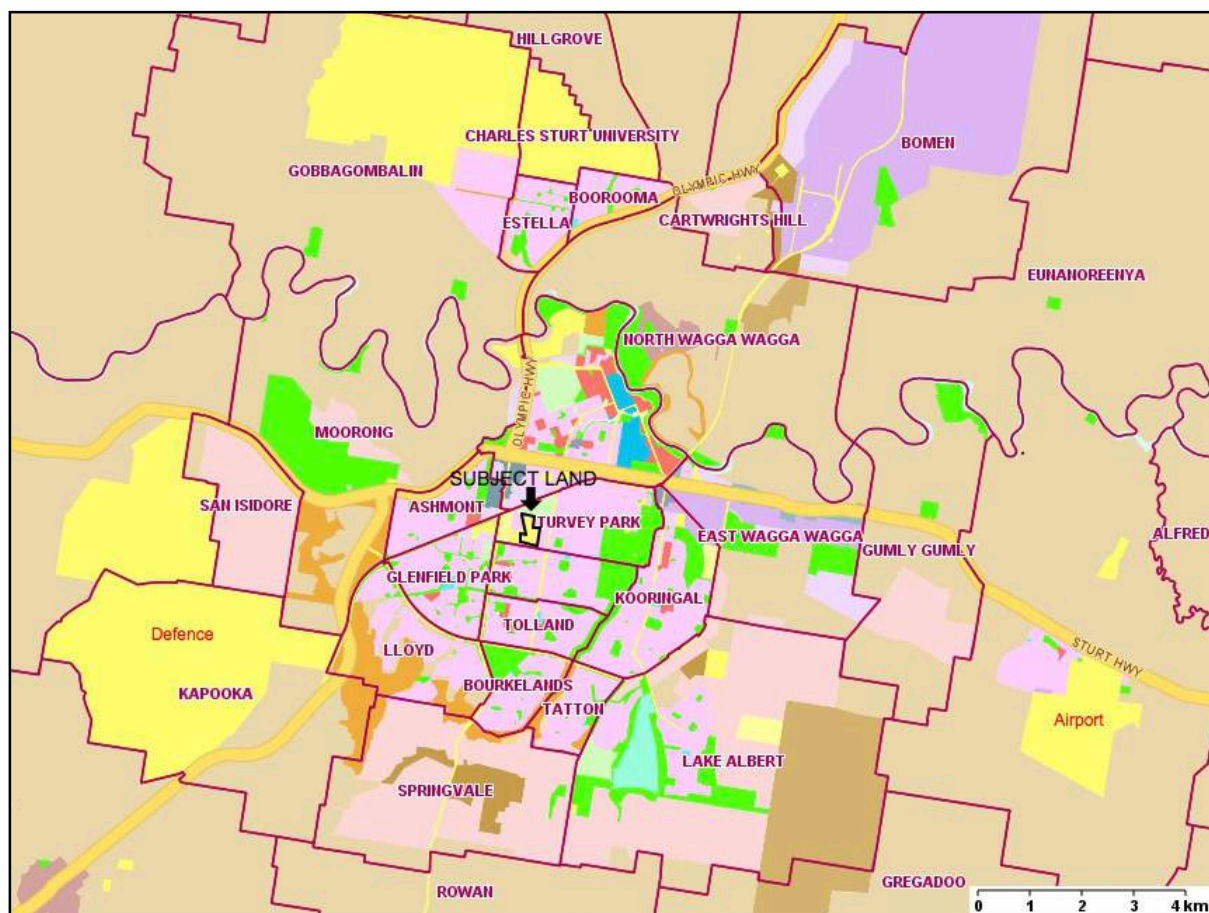 HILLGROVE
CHARLES STURT UNIVERSITY
BOMEN
GOBBAGOMBALIN
BOOROOMA
OLYMPIC HWY
ESTELLA
CARTWRIGHTS HILL
EUNANOREENYA
NORTH WAGGA WAGGA
OLYMPIC HWY
MOORONG
SUBJECT LAND
SAN ISIDORE
ASHMONT
TURVEY PARK
EAST WAGGA WAGGA
ALFRED
GUMLY GUMLY
GLENFIELD PARK
KOORINGAL
TOLLAND
Defence
LLOYD
STURT HWY
KAPOOKA
BOURKELANDS
TATTON
Airport
LAKE ALBERT
SPRINGVALE
GREGADOO
ROWAN
0 1 2 3 4 km